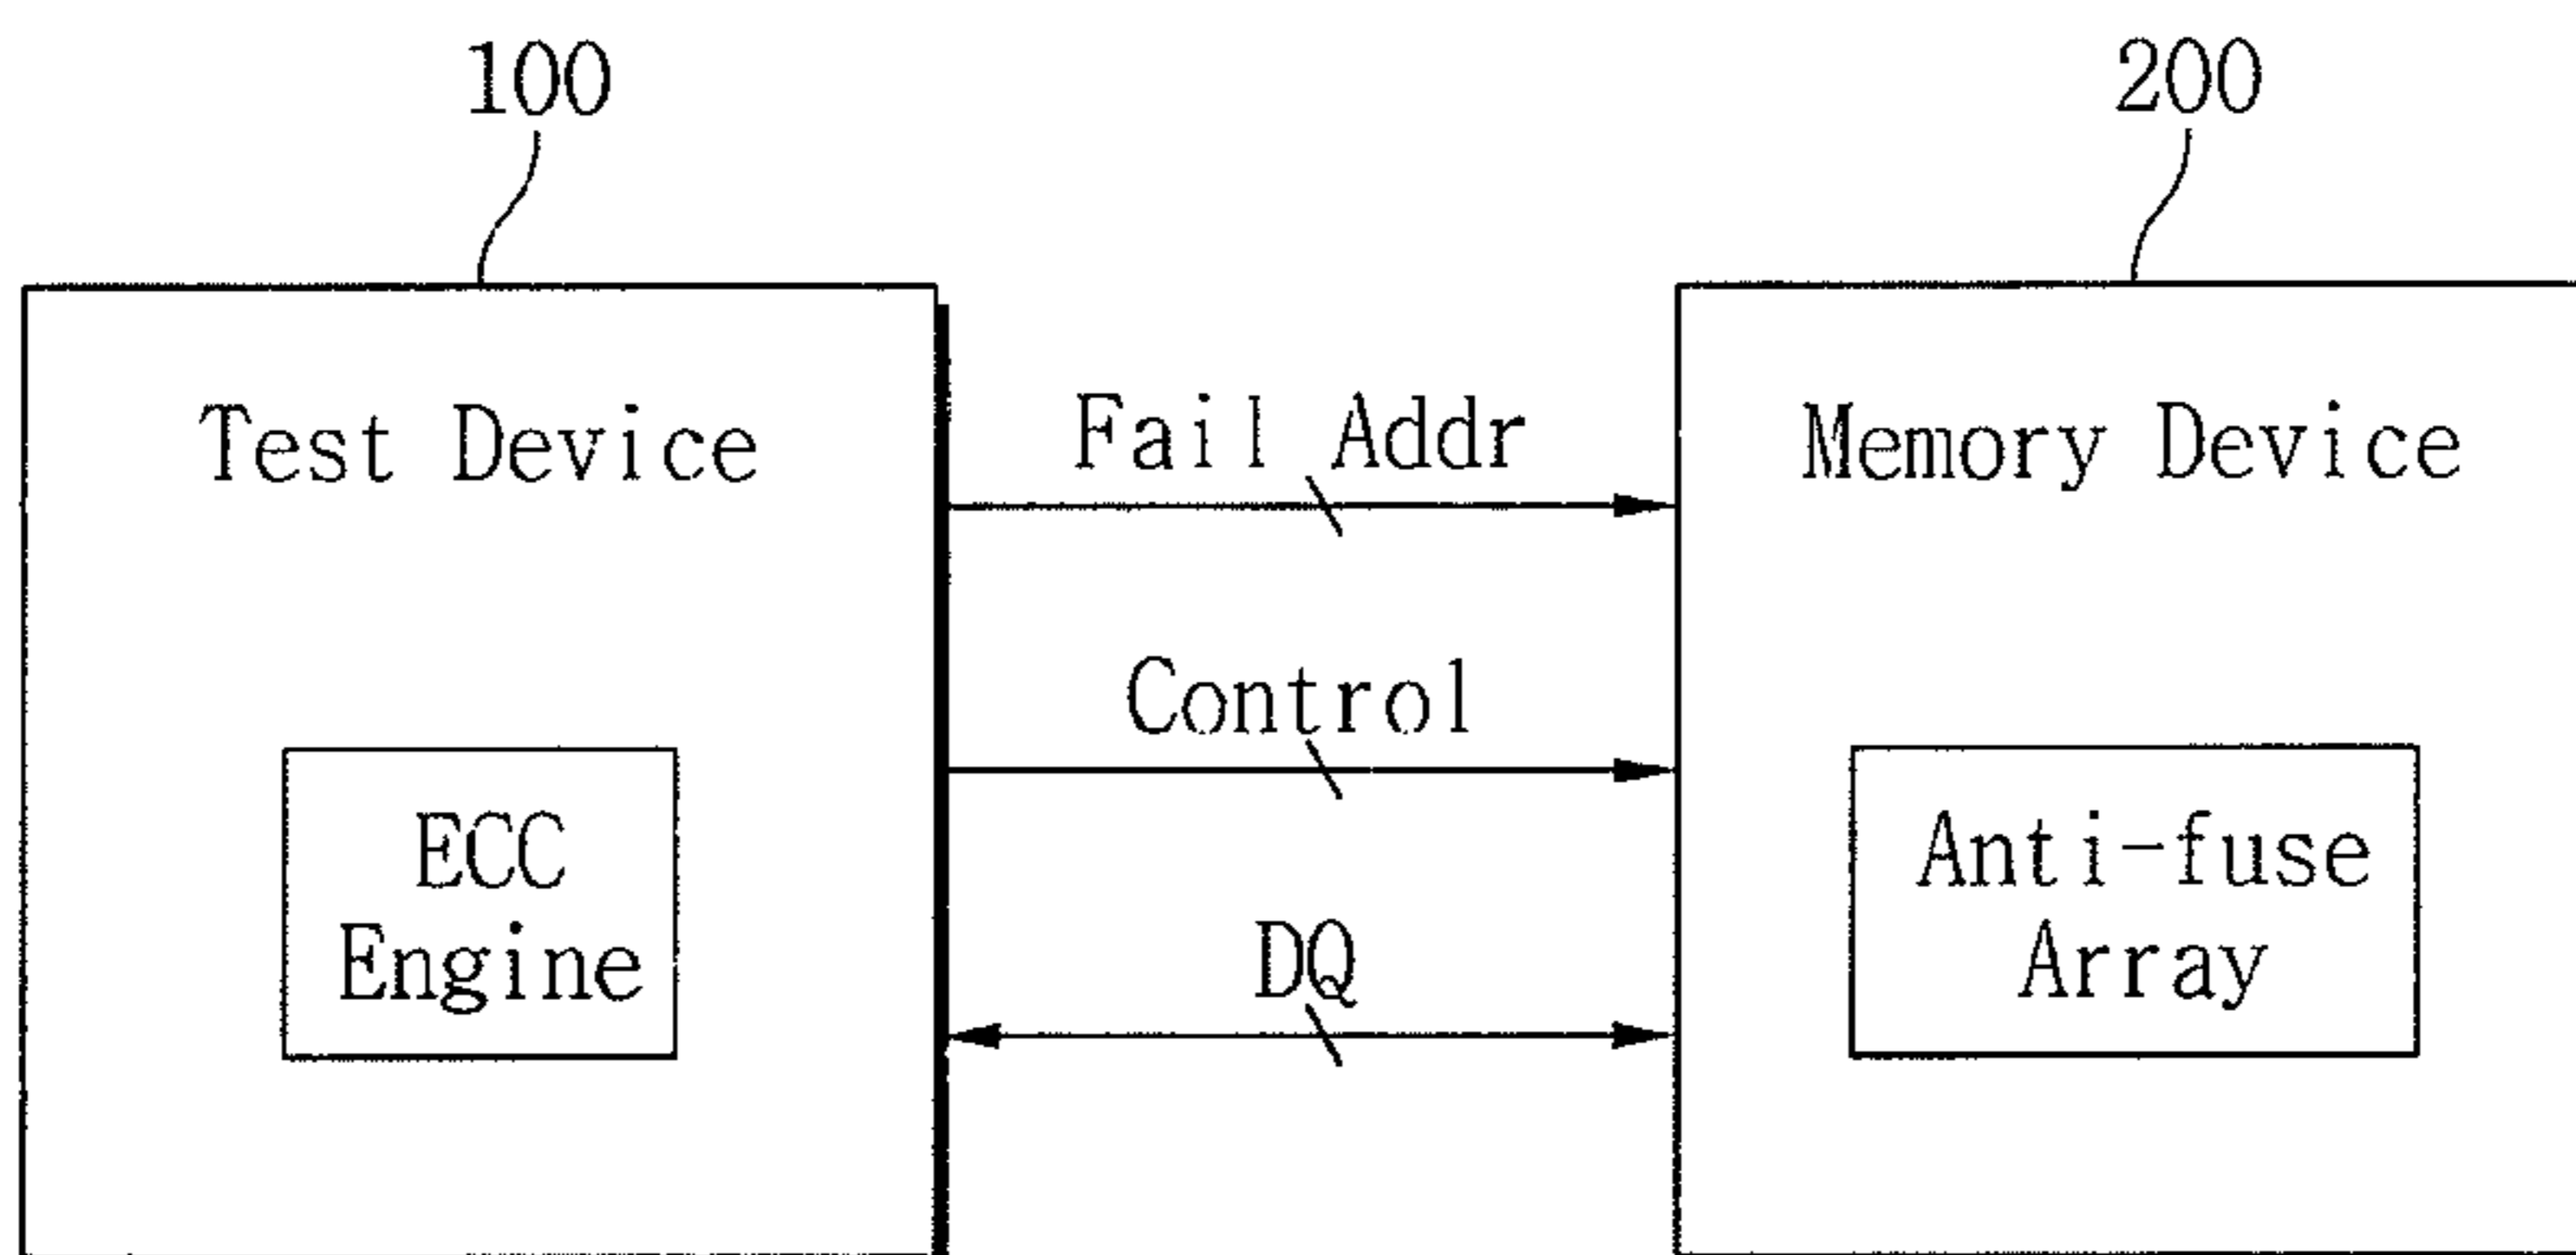 100
200
Test Device
Fail Addr
Memory Device
Control
ECC
Engine
Anti-fuse
Array
DQ